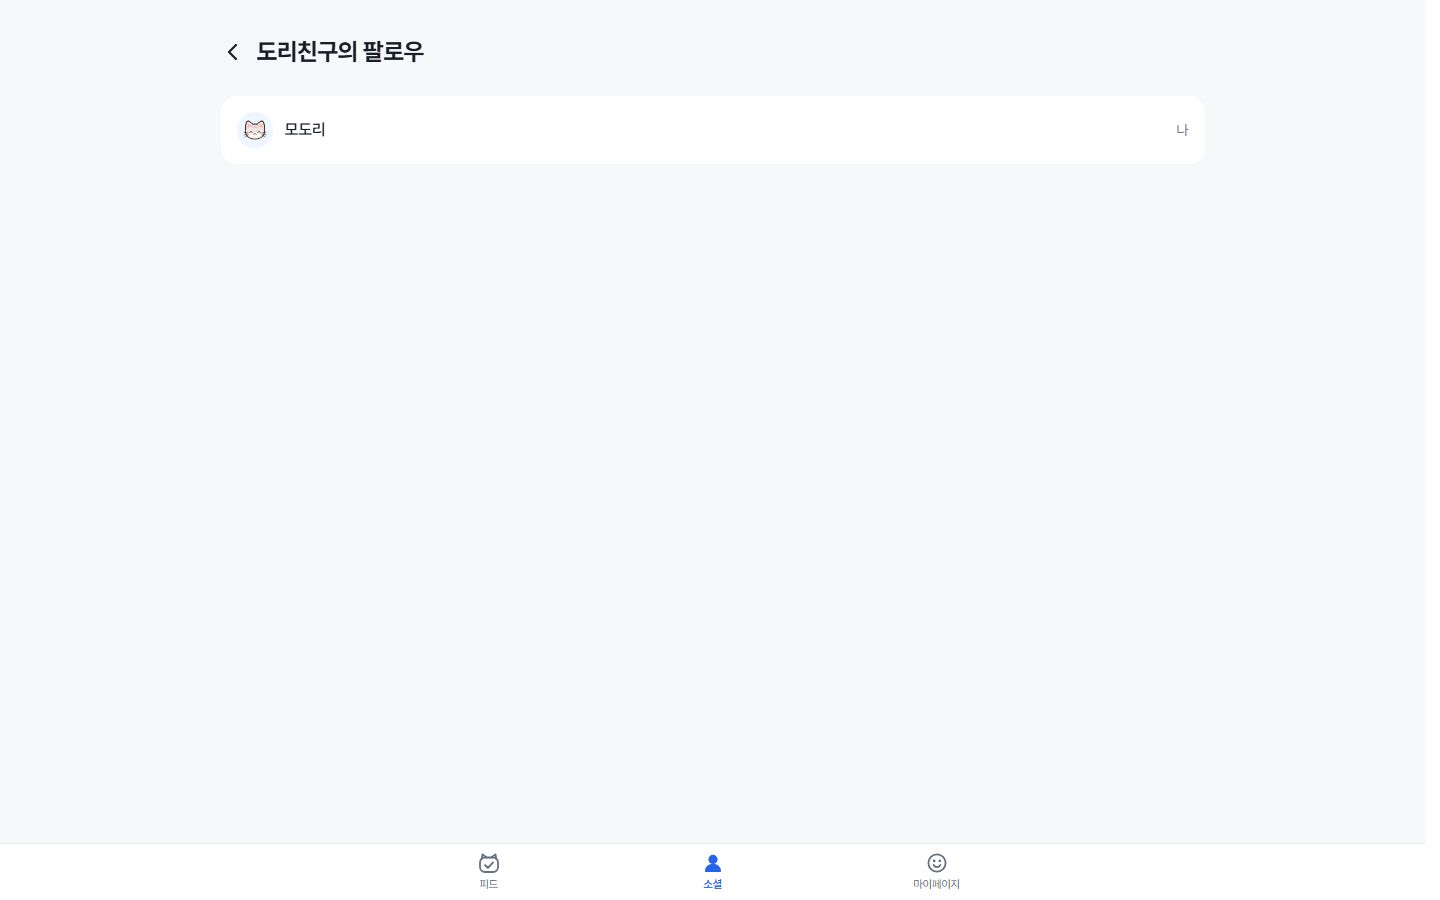 도리친구의 팔로우
모도리
나
피드
소셜
마이페이지